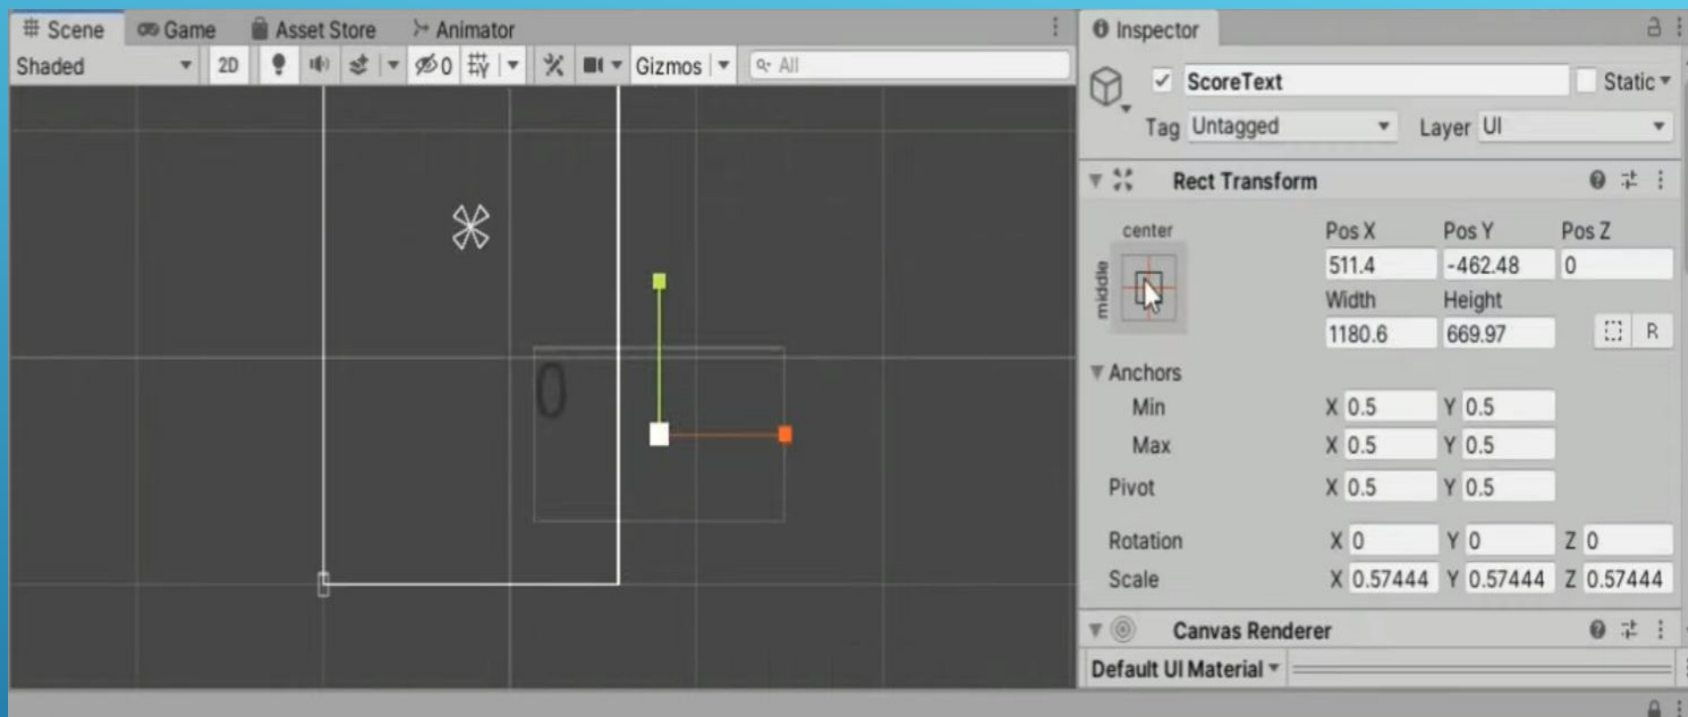 Scene Game Asset Store Animator
Shaded 2D 0 Gizmos All
0
Inspector
ScoreText Static
Tag Untagged Layer UI
Rect Transform
center Pos X Pos Y Pos Z
middle 511.4 -462.48 0
Width Height
1180.6 669.97 R
Anchors
Min X 0.5 Y 0.5
Max X 0.5 Y 0.5
Pivot X 0.5 Y 0.5
Rotation X 0 Y 0 Z 0
Scale X 0.57444 Y 0.57444 Z 0.57444
Canvas Renderer
Default UI Material